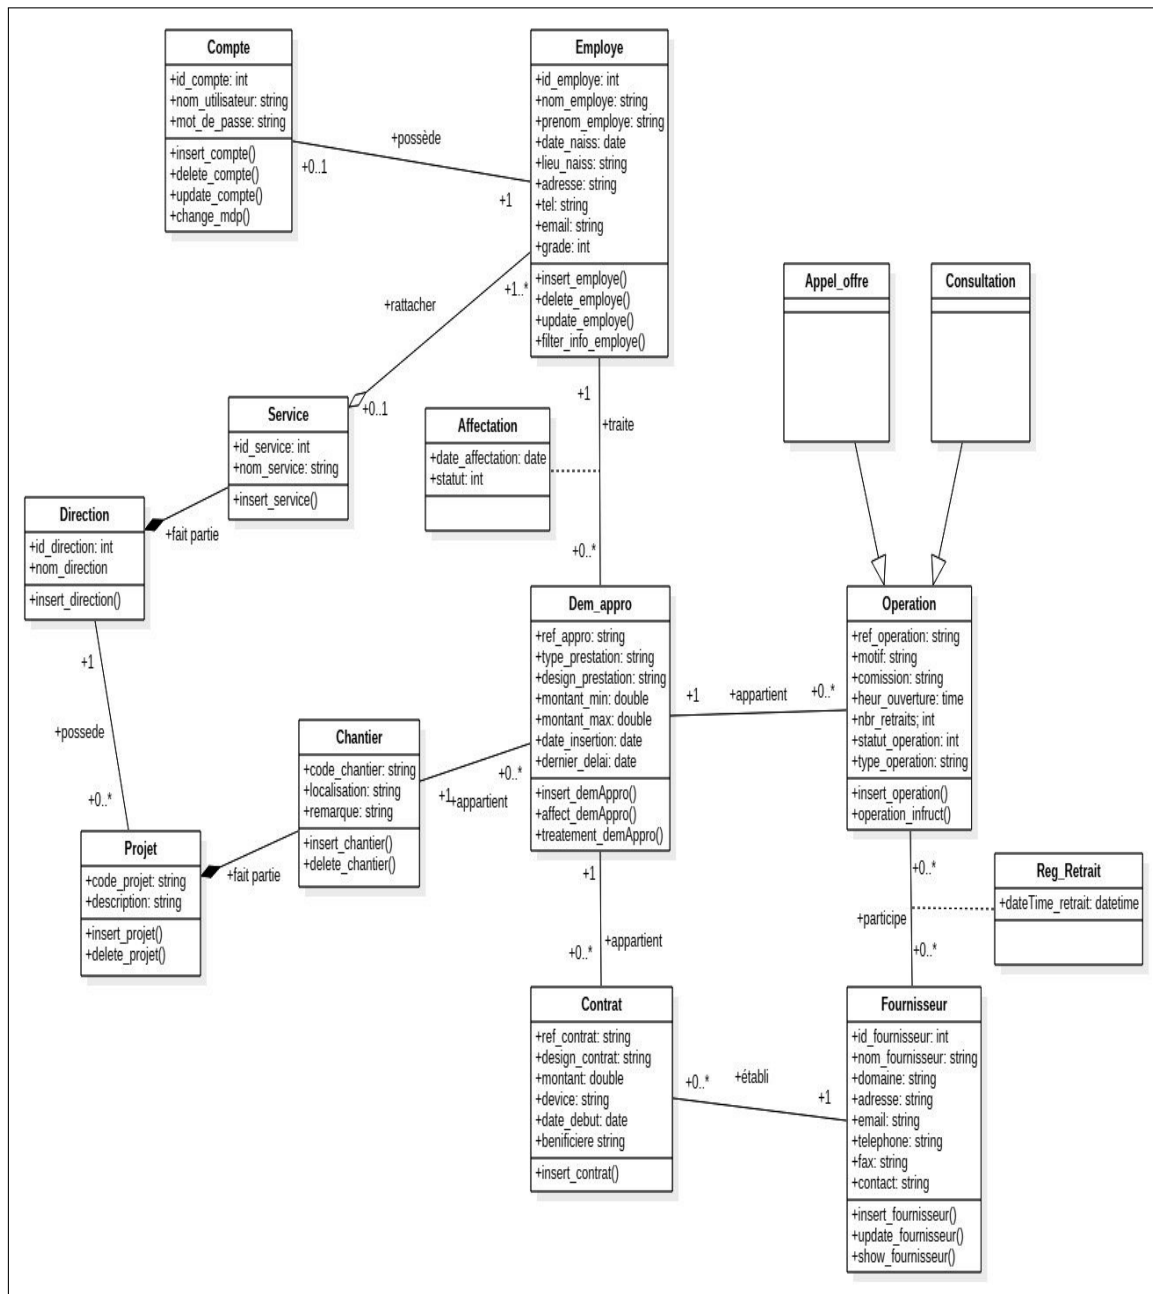 Compte
+id_compte: int
+nom_utilisateur: string
+mot_de_passe: string
+insert_compte()
+delete_compte()
+update_compte()
+change_mdp()
+possède
+0..1
+1
Employe
+id_employe: int
+nom_employe: string
+prenom_employe: string
+date_naiss: date
+lieu_naiss: string
+adresse: string
+tel: string
+email: string
+grade: int
+insert_employe()
+delete_employe()
+update_employe()
+filter_info_employe()
+1..*
+rattacher
+0..1
Appel_offre
Consultation
Service
+id_service: int
+nom_service: string
+insert_service()
+1
+traite
+0..*
Affectation
+date_affectation: date
+statut: int
Direction
+id_direction: int
+nom_direction
+insert_direction()
+fait partie
+1
+possede
+0..*
Dem_appro
+ref_appro: string
+type_prestation: string
+design_prestation: string
+montant_min: double
+montant_max: double
+date_insertion: date
+dernier_delai: date
+insert_demAppro()
+affect_demAppro()
+treatement_demAppro()
+1
+appartient
+0..*
Operation
+ref_operation: string
+motif: string
+comission: string
+heur_ouverture: time
+nbr_retraits; int
+statut_operation: int
+type_operation: string
+insert_operation()
+operation_infruct()
Chantier
+code_chantier: string
+localisation: string
+remarque: string
+insert_chantier()
+delete_chantier()
+0..*
+1
+appartient
Projet
+code_projet: string
+description: string
+insert_projet()
+delete_projet()
+fait partie
+1
+appartient
+0..*
+0..*
+participe
+0..*
Reg_Retrait
+dateTime_retrait: datetime
Contrat
+ref_contrat: string
+design_contrat: string
+montant: double
+device: string
+date_debut: date
+benificiere string
+insert_contrat()
+0..*
+établi
+1
Fournisseur
+id_fournisseur: int
+nom_fournisseur: string
+domaine: string
+adresse: string
+email: string
+telephone: string
+fax: string
+contact: string
+insert_fournisseur()
+update_fournisseur()
+show_fournisseur()